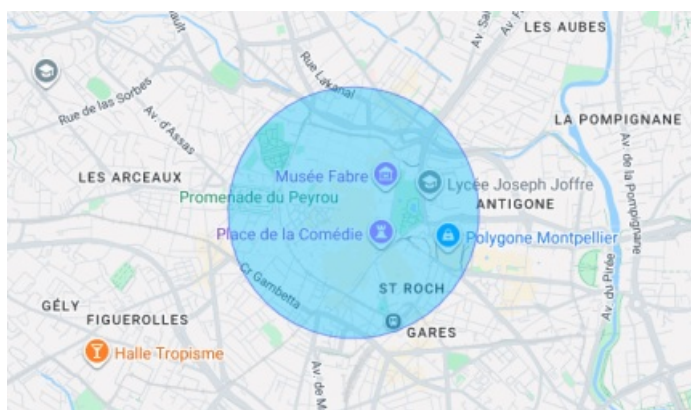 LES AUBES
Av. d'Assas
Rue Lakanal
Rue de las Sorbes
LA POMPIGNANE
Av. de la Pompignane
LES ARCEAUX
Musée Fabre
Lycée Joseph Joffre
Promenade du Peyrou
ANTIGONE
Place de la Comédie
Polygone Montpellier
Cr Gambetta
ST ROCH
Av. du Pirée
GÉLY
FIGUEROLLES
GARES
Halle Tropisme
Av. de M